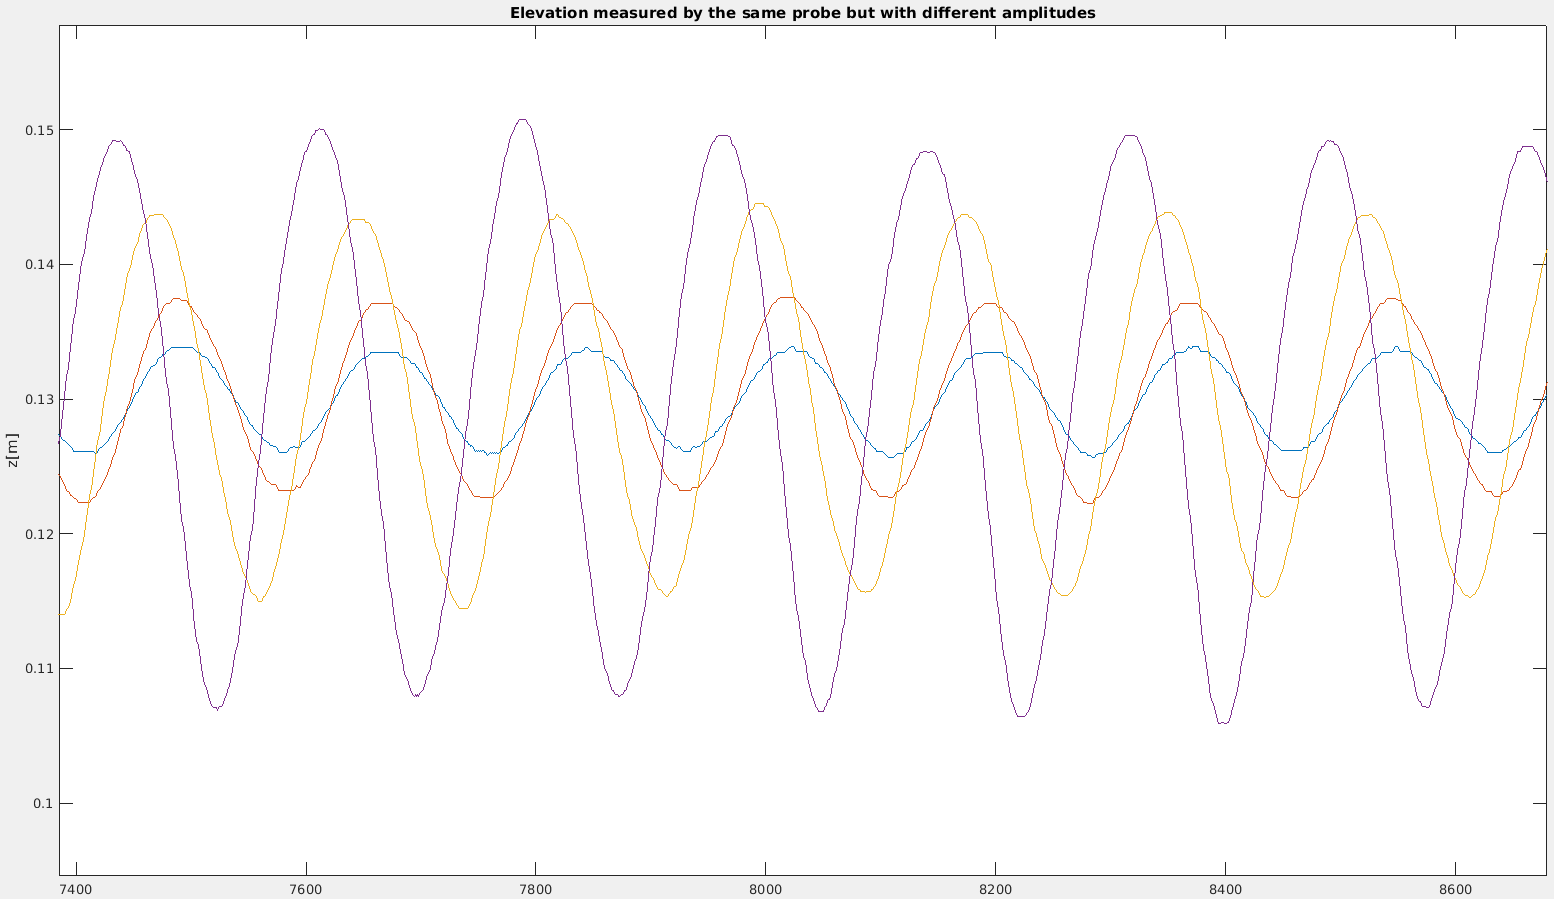 Elevation measured by the same probe but with different amplitudes
0.15
0.14
0.13
z[m]
0.12
0.11
0.1
7400 7600 7800 8000 8200 8400 8600